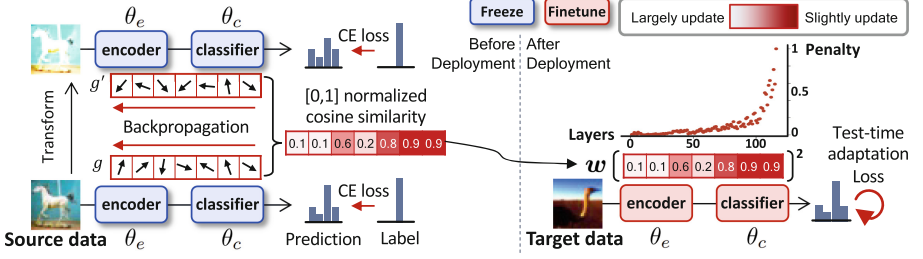 θe
θc
Freeze
Finetune
Largely update
Slightly update
encoder
classifier
CE loss
Before
Deployment
After
Deployment
1
Penalty
0.5
0
Layers
0
50
100
g'
Transform
Backpropagation
[0,1] normalized
cosine similarity
0.1 0.1 0.6 0.2 0.8 0.9 0.9
g
w
0.1 0.1 0.6 0.2 0.8 0.9 0.9
2
Test-time
adaptation
Loss
encoder
classifier
CE loss
encoder
classifier
Source data
θe
θc
Prediction
Label
Target data
θe
θc